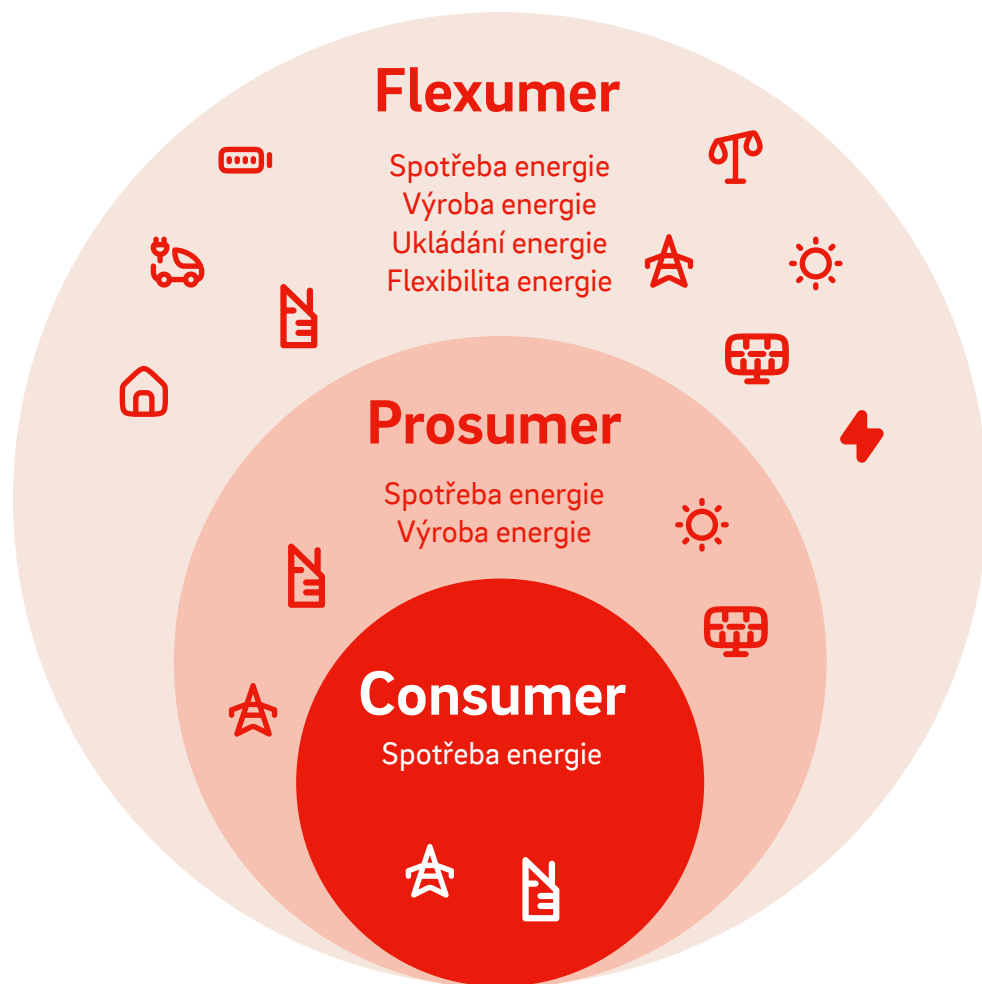 Flexumer
Spotřeba energie
Výroba energie
Ukládání energie
Flexibilita energie
Prosumer
Spotřeba energie
Výroba energie
Consumer
Spotřeba energie